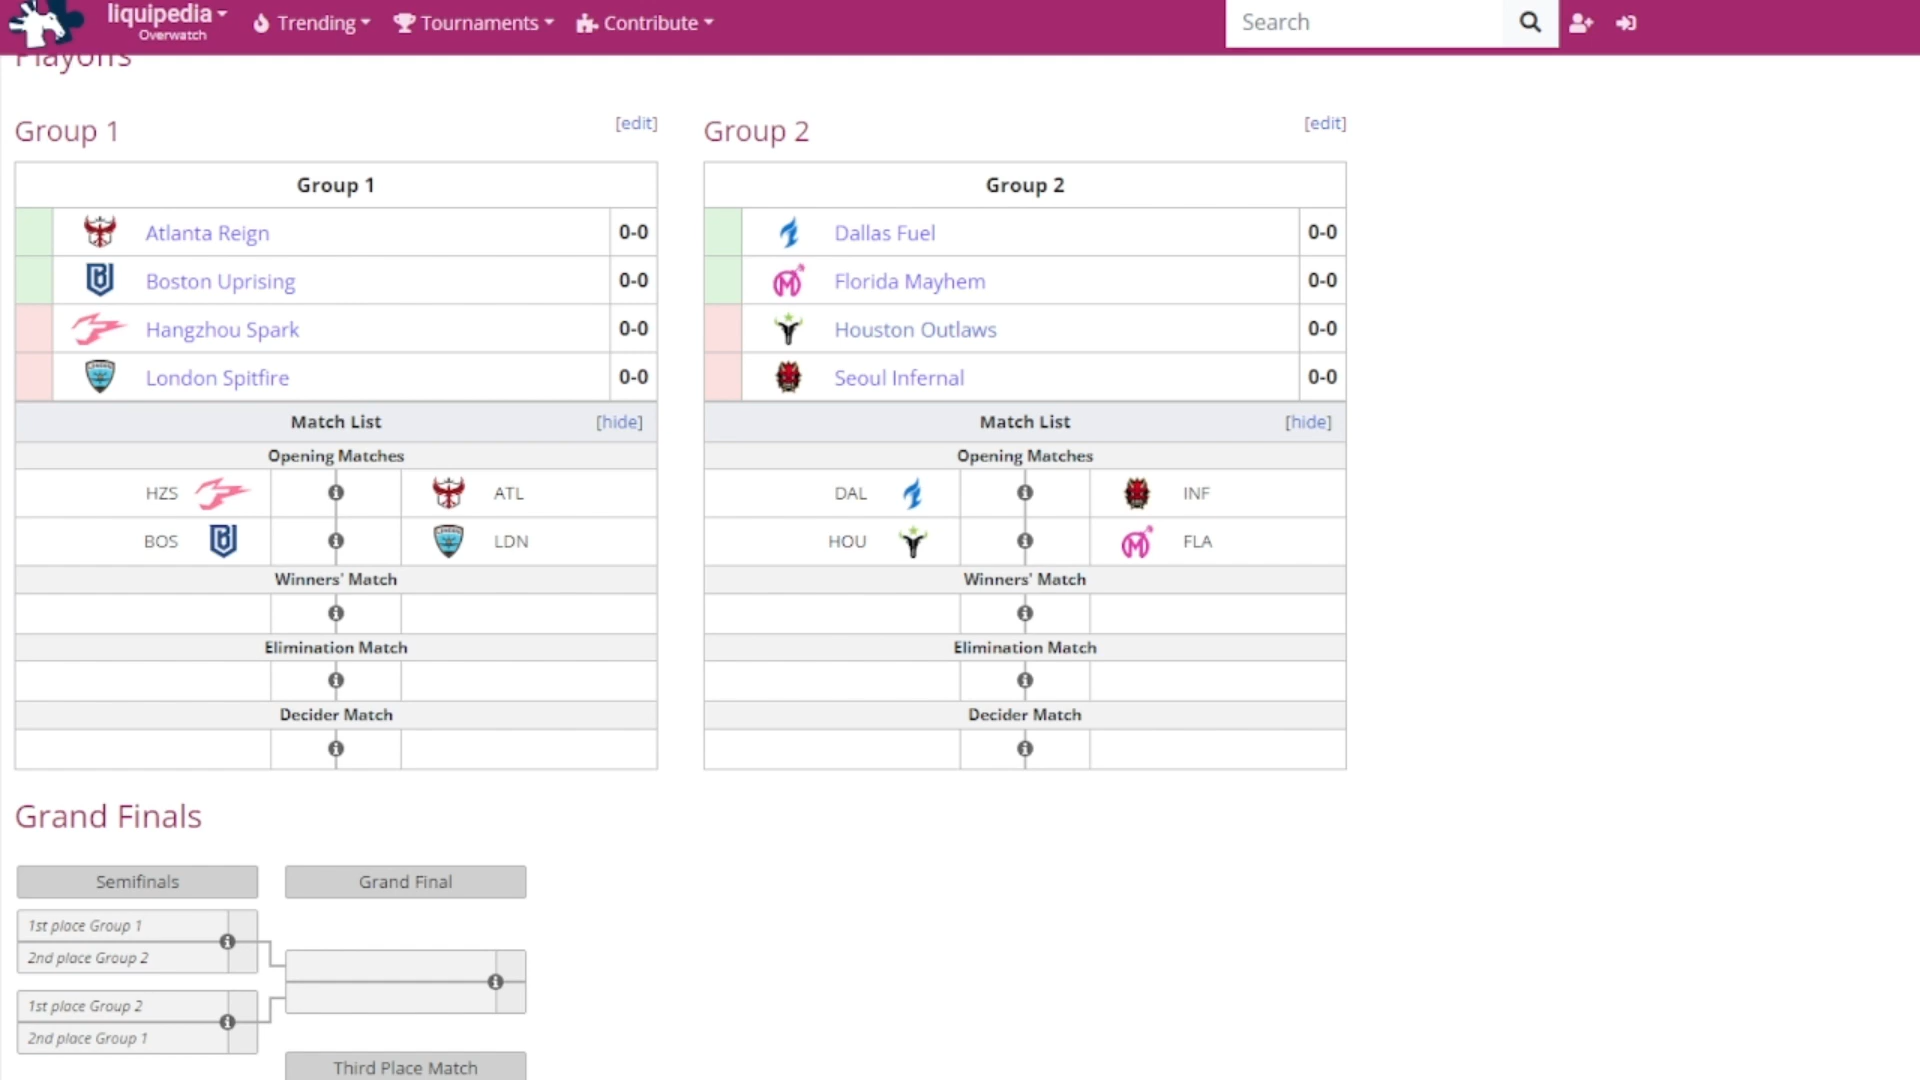 liquipedia
Overwatch
Trending
Tournaments
Contribute
Search
Playoffs
Group 1
[edit]
Group 1
Atlanta Reign 0-0
Boston Uprising 0-0
Hangzhou Spark 0-0
London Spitfire 0-0
Match List [hide]
Opening Matches
HZS ATL
BOS LDN
Winners' Match
Elimination Match
Decider Match
Group 2
[edit]
Group 2
Dallas Fuel 0-0
Florida Mayhem 0-0
Houston Outlaws 0-0
Seoul Infernal 0-0
Match List [hide]
Opening Matches
DAL INF
HOU FLA
Winners' Match
Elimination Match
Decider Match
Grand Finals
Semifinals
Grand Final
1st place Group 1
2nd place Group 2
1st place Group 2
2nd place Group 1
Third Place Match